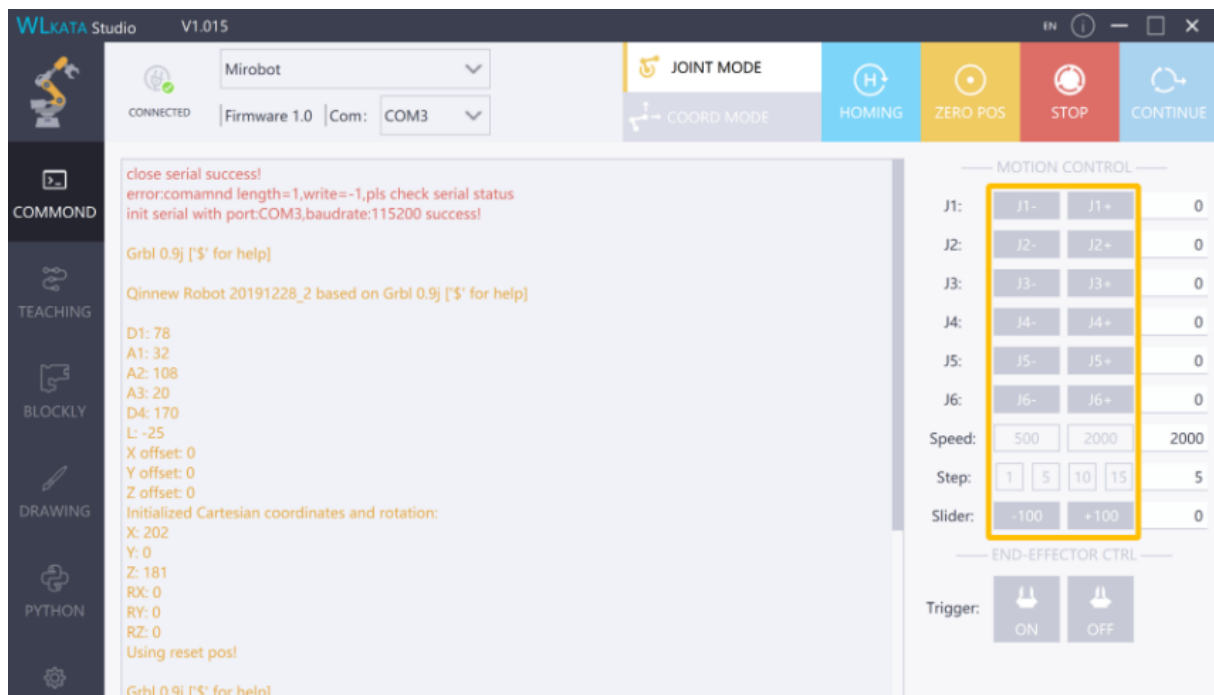 WLKATA Studio V1.015 EN
CONNECTED
Mirobot
Firmware 1.0 Com: COM3
JOINT MODE
COORD MODE
HOMING
ZERO POS
STOP
CONTINUE
COMMOND
TEACHING
BLOCKLY
DRAWING
PYTHON
close serial success!
error:comamnd length=1,write=-1,pls check serial status
init serial with port:COM3,baudrate:115200 success!
Grbl 0.9j ['$' for help]
Qinnew Robot 20191228_2 based on Grbl 0.9j ['$' for help]
D1: 78
A1: 32
A2: 108
A3: 20
D4: 170
L: -25
X offset: 0
Y offset: 0
Z offset: 0
Initialized Cartesian coordinates and rotation:
X: 202
Y: 0
Z: 181
RX: 0
RY: 0
RZ: 0
Using reset pos!
Grbl 0.9j ['$' for help]
MOTION CONTROL
J1: J1- J1+ 0
J2: J2- J2+ 0
J3: J3- J3+ 0
J4: J4- J4+ 0
J5: J5- J5+ 0
J6: J6- J6+ 0
Speed: 500 2000 2000
Step: 1 5 10 15 5
Slider: -100 +100 0
END-EFFECTOR CTRL
Trigger: ON OFF